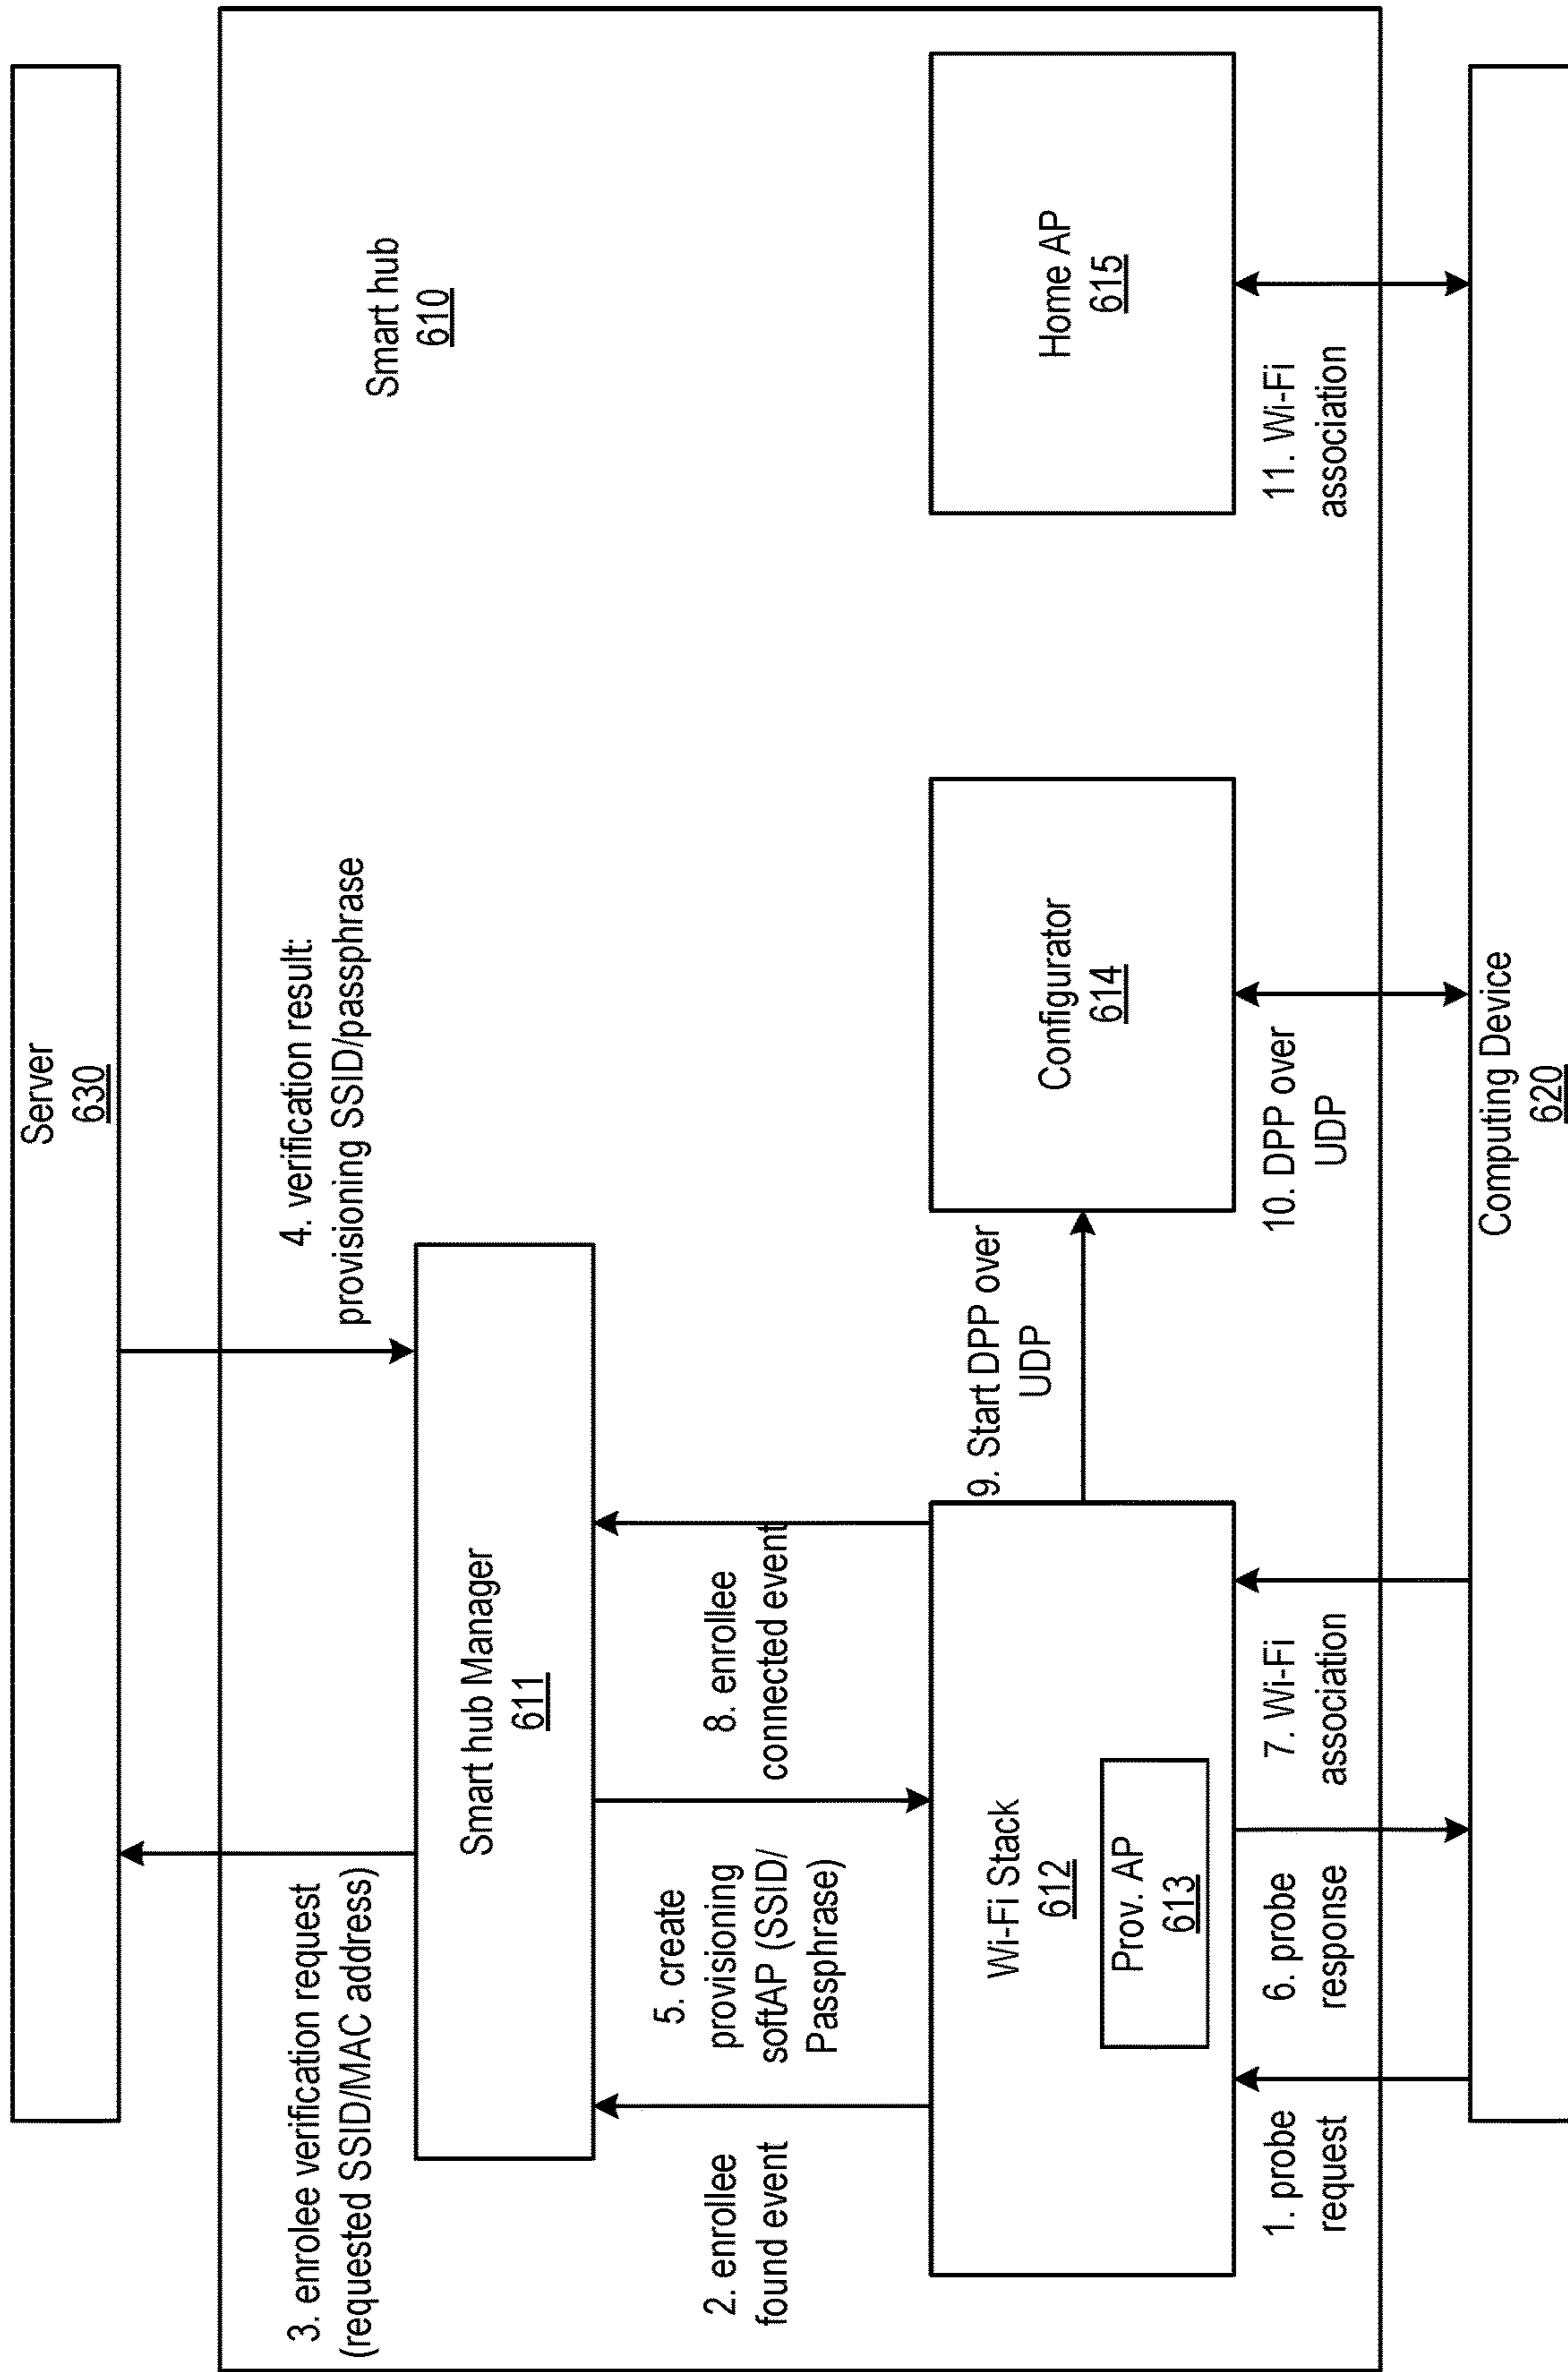 Server
630
3. enrolee verification request
(requested SSID/MAC address)
4. verification result:
provisioning SSID/passphrase
Smart hub
610
Smart hub Manager
611
2. enrollee
found event
5. create
provisioning
softAP (SSID/
Passphrase)
8. enrollee
connected event
9. Start DPP over
UDP
Wi-Fi Stack
612
Prov. AP
613
Configurator
614
Home AP
615
1. probe
request
6. probe
response
7. Wi-Fi
association
10. DPP over
UDP
11. Wi-Fi
association
Computing Device
620